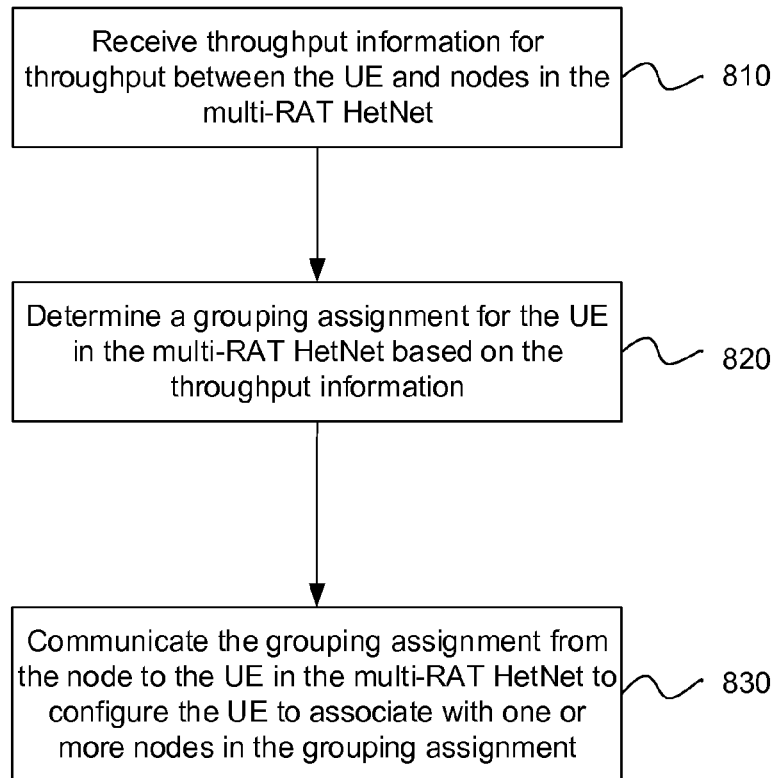 Receive throughput information for
throughput between the UE and nodes in the
multi-RAT HetNet
810
Determine a grouping assignment for the UE
in the multi-RAT HetNet based on the
throughput information
820
Communicate the grouping assignment from
the node to the UE in the multi-RAT HetNet to
configure the UE to associate with one or
more nodes in the grouping assignment
830